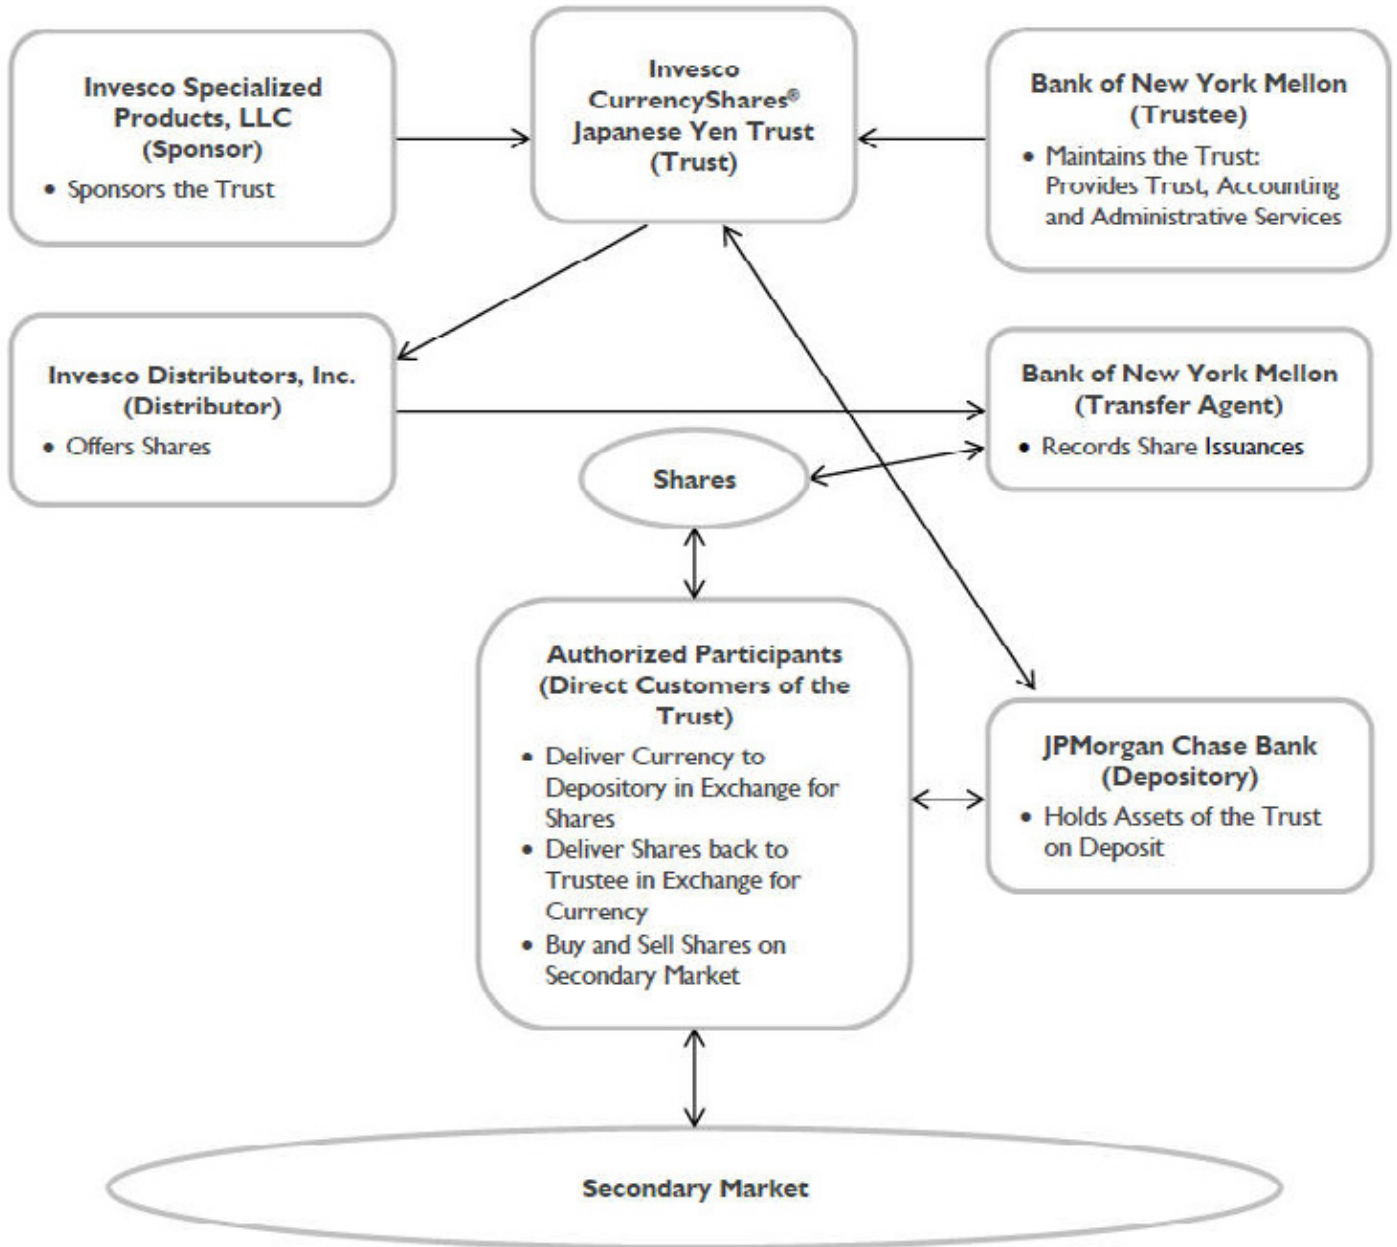 Invesco Specialized
Products, LLC
(Sponsor)
• Sponsors the Trust
Invesco
CurrencyShares®
Japanese Yen Trust
(Trust)
Bank of New York Mellon
(Trustee)
• Maintains the Trust:
Provides Trust, Accounting
and Administrative Services
Invesco Distributors, Inc.
(Distributor)
• Offers Shares
Bank of New York Mellon
(Transfer Agent)
• Records Share Issuances
Shares
Authorized Participants
(Direct Customers of the
Trust)
• Deliver Currency to
Depository in Exchange for
Shares
• Deliver Shares back to
Trustee in Exchange for
Currency
• Buy and Sell Shares on
Secondary Market
JPMorgan Chase Bank
(Depository)
• Holds Assets of the Trust
on Deposit
Secondary Market